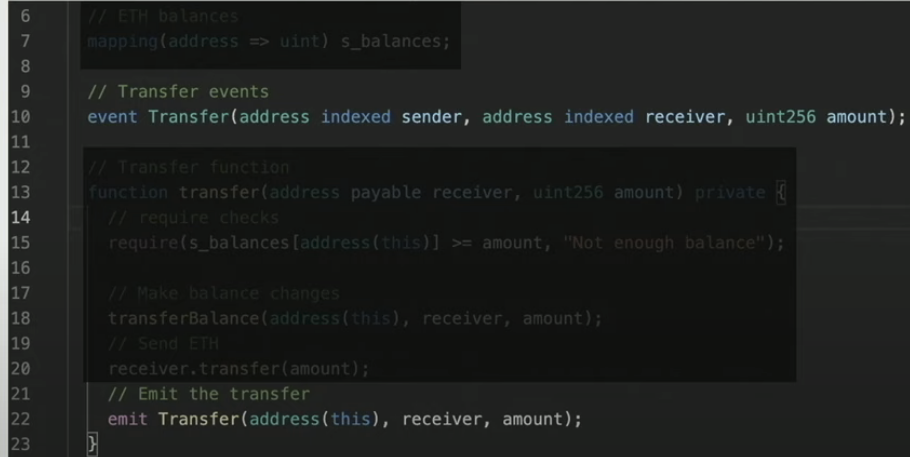 6 // ETH balances
7 mapping(address => uint) s_balances;
8
9 // Transfer events
10 event Transfer(address indexed sender, address indexed receiver, uint256 amount);
11
12 // Transfer function
13 function transfer(address payable receiver, uint256 amount) private {
14 // require checks
15 require(s_balances[address(this)] >= amount, "Not enough balance");
16
17 // Make balance changes
18 transferBalance(address(this), receiver, amount);
19 // Send ETH
20 receiver.transfer(amount);
21 // Emit the transfer
22 emit Transfer(address(this), receiver, amount);
23 }